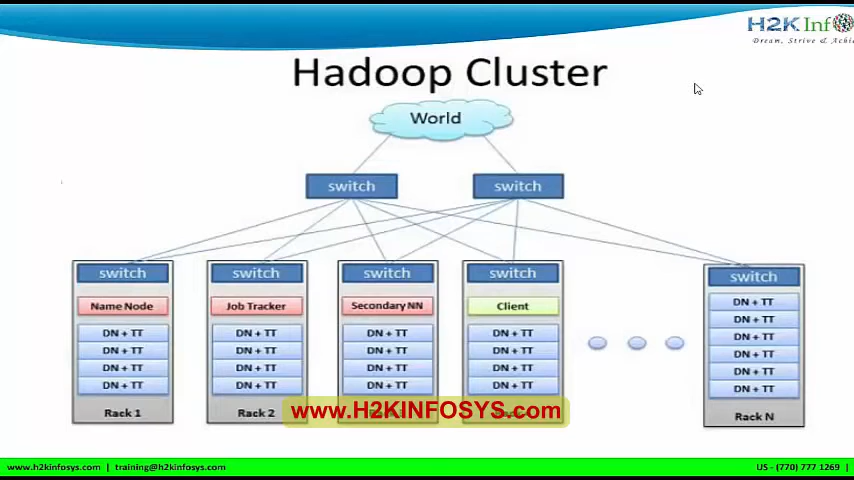 H2K Inf
Dream, Strive & Achi
Hadoop Cluster
World
switch switch
switch switch switch switch switch
Name Node Job Tracker Secondary NN Client DN + TT
DN + TT
DN + TT DN + TT DN + TT DN + TT DN + TT
DN + TT DN + TT DN + TT DN + TT DN + TT
DN + TT DN + TT DN + TT DN + TT DN + TT
DN + TT DN + TT DN + TT DN + TT DN + TT
Rack 1 Rack 2 Rack N
www.H2KINFOSYS.com
www.h2kinfosys.com | training@h2kinfosys.com US - (770) 777 1269 |